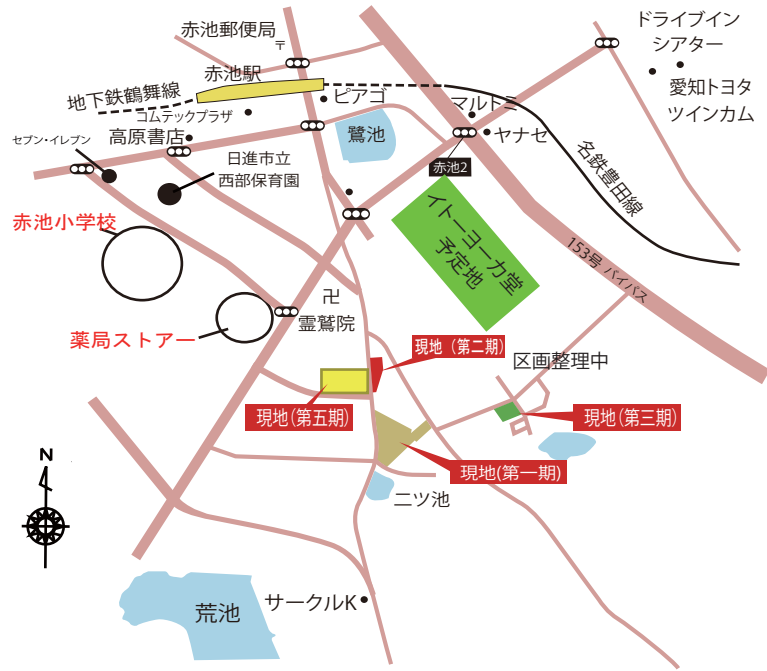 赤池郵便局
〒
ドライブイン
シアター
愛知トヨタ
ツインカム
赤池駅
地下鉄鶴舞線
ピアゴ
コムテックプラザ
マルトミ
ヤナセ
セブン・イレブン
高原書店
鷺池
日進市立
西部保育園
赤池2
名鉄豊田線
赤池小学校
イトーヨーカ堂
予定地
153号 バイパス
卍
霊鷲院
薬局ストアー
現地（第二期）
区画整理中
現地(第五期)
現地(第三期)
現地(第一期)
N
二ツ池
サークルK
荒池